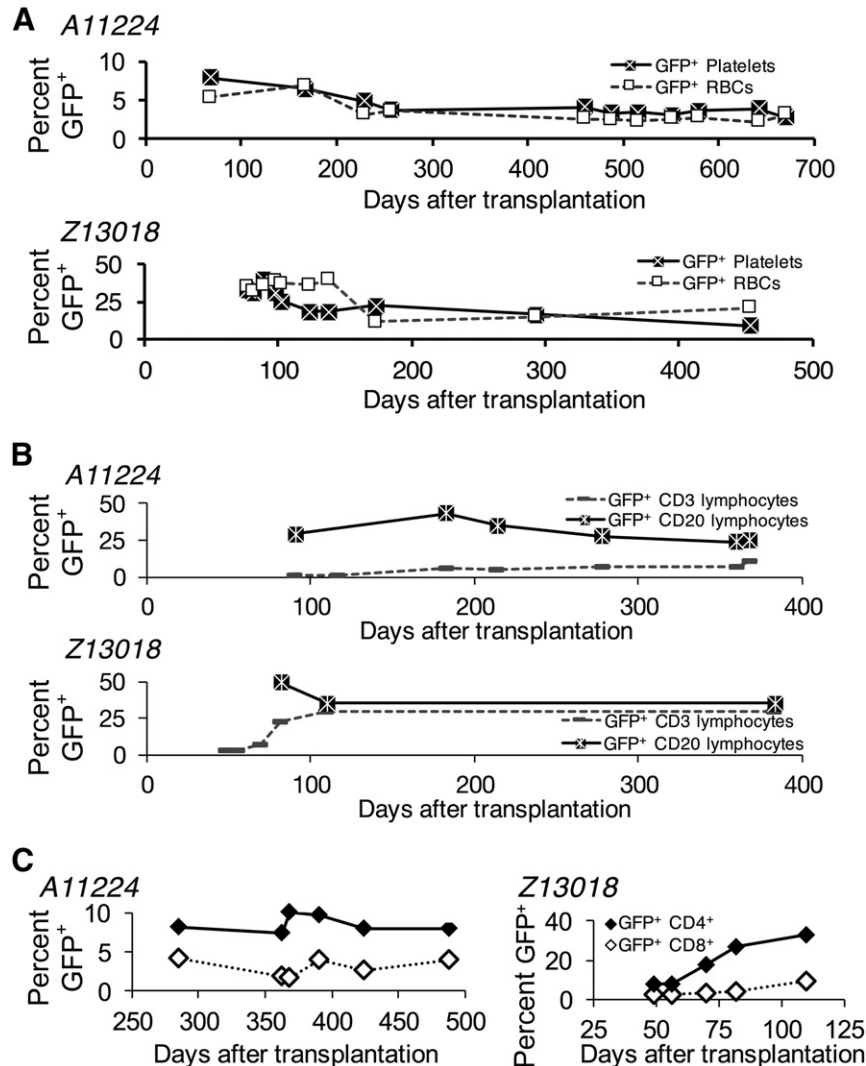 A
A11224
Percent GFP⁺
10
5
0
GFP⁺ Platelets
GFP⁺ RBCs
0 100 200 300 400 500 600 700
Days after transplantation
Z13018
Percent GFP⁺
50
25
0
GFP⁺ Platelets
GFP⁺ RBCs
0 100 200 300 400 500
Days after transplantation
B
A11224
Percent GFP⁺
50
25
0
GFP⁺ CD3 lymphocytes
GFP⁺ CD20 lymphocytes
0 100 200 300 400
Days after transplantation
Z13018
Percent GFP⁺
50
25
0
GFP⁺ CD3 lymphocytes
GFP⁺ CD20 lymphocytes
0 100 200 300 400
Days after transplantation
C
A11224
Percent GFP⁺
10
5
0
250 300 350 400 450 500
Days after transplantation
Z13018
Percent GFP⁺
40
20
0
GFP⁺ CD4⁺
GFP⁺ CD8⁺
25 50 75 100 125
Days after transplantation